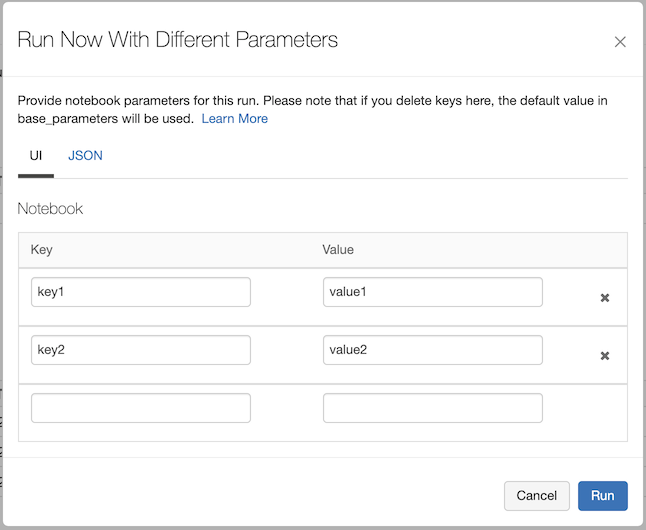 Run Now With Different Parameters
Provide notebook parameters for this run. Please note that if you delete keys here, the default value in
base_parameters will be used. Learn More
UI JSON
Notebook
Key Value
key1 value1
key2 value2
Cancel Run